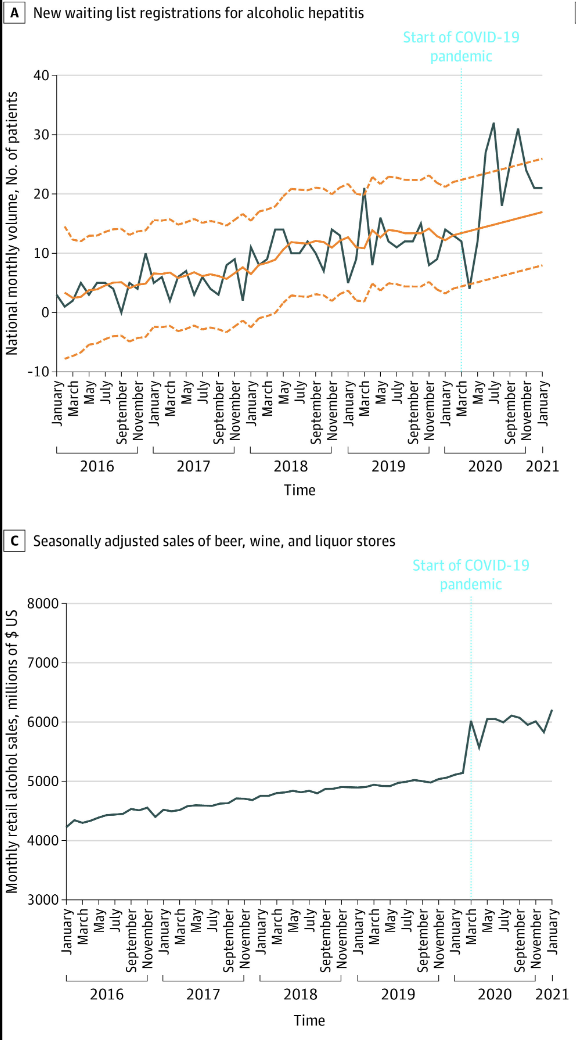 A New waiting list registrations for alcoholic hepatitis
Start of COVID-19
pandemic
National monthly volume, No. of patients
40
30
20
10
0
-10
January
March
May
July
September
November
January
March
May
July
September
November
January
March
May
July
September
November
January
March
May
July
September
November
January
March
May
July
September
November
January
2016
2017
2018
2019
2020
2021
Time
C Seasonally adjusted sales of beer, wine, and liquor stores
Start of COVID-19
pandemic
Monthly retail alcohol sales, millions of $ US
8000
7000
6000
5000
4000
3000
January
March
May
July
September
November
January
March
May
July
September
November
January
March
May
July
September
November
January
March
May
July
September
November
January
March
May
July
September
November
January
2016
2017
2018
2019
2020
2021
Time